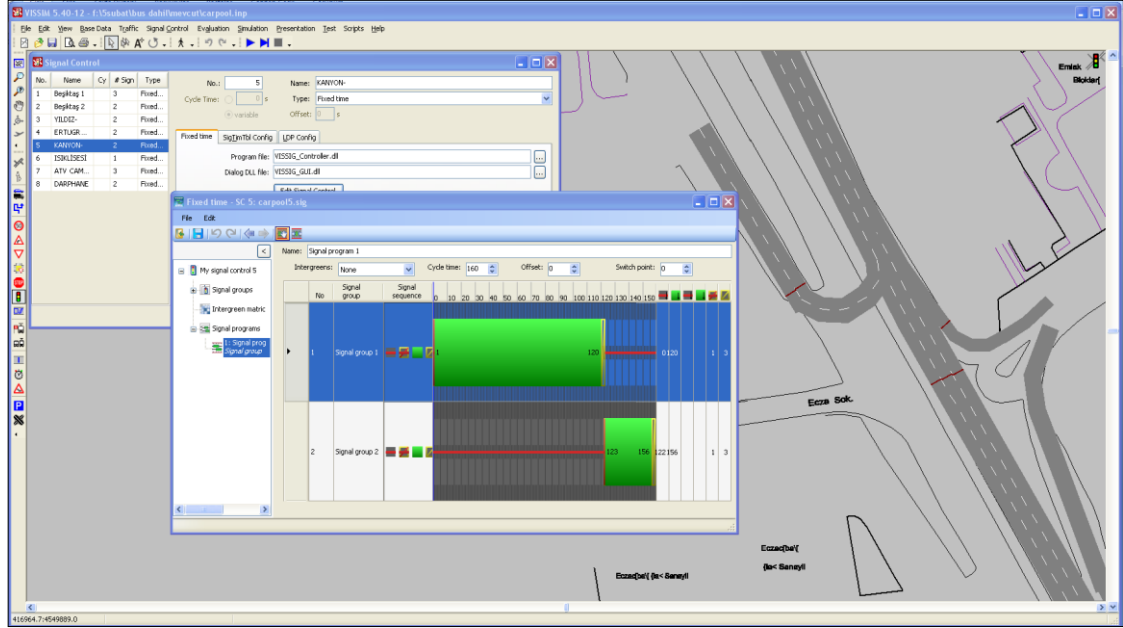 VISSIM 5.40-12 - f:\5subat\bus dahil\mevcut\carpool.inp
File Edit View Base Data Traffic Signal Control Evaluation Simulation Presentation Test Scripts Help
Signal Control
No. Name Cy # Sign Type
1 Beşiktaş 1 3 Fixed...
2 Beşiktaş 2 2 Fixed...
3 YILDIZ- 2 Fixed...
4 ERTUGR ... 2 Fixed...
5 KANYON- 2 Fixed...
6 ISIKLISESI 1 Fixed...
7 ATV CAM... 3 Fixed...
8 DARPHANE 2 Fixed...
No.: 5 Name: KANYON-
Cycle Time: 0 s Type: Fixed time
variable Offset: 0 s
Fixed time SigTimTbl Config LDP Config
Program file: VISSIG_Controller.dll ...
Dialog DLL file: VISSIG_GUI.dll ...
Edit Signal Control
Fixed time - SC 5: carpool5.sig
File Edit
Name: Signal program 1
Intergreens: None Cycle time: 160 Offset: 0 Switch point: 0
My signal control 5
Signal groups
Intergreen matric
Signal programs
1: Signal prog
Signal group
No Signal group Signal sequence 0 10 20 30 40 50 60 70 80 90 100 110 120 130 140 150
1 Signal group 1 1 120 0 120 1 3
2 Signal group 2 123 156 122 156 1 3
Emlak
Ecza Sok.
416964.7:4549889.0